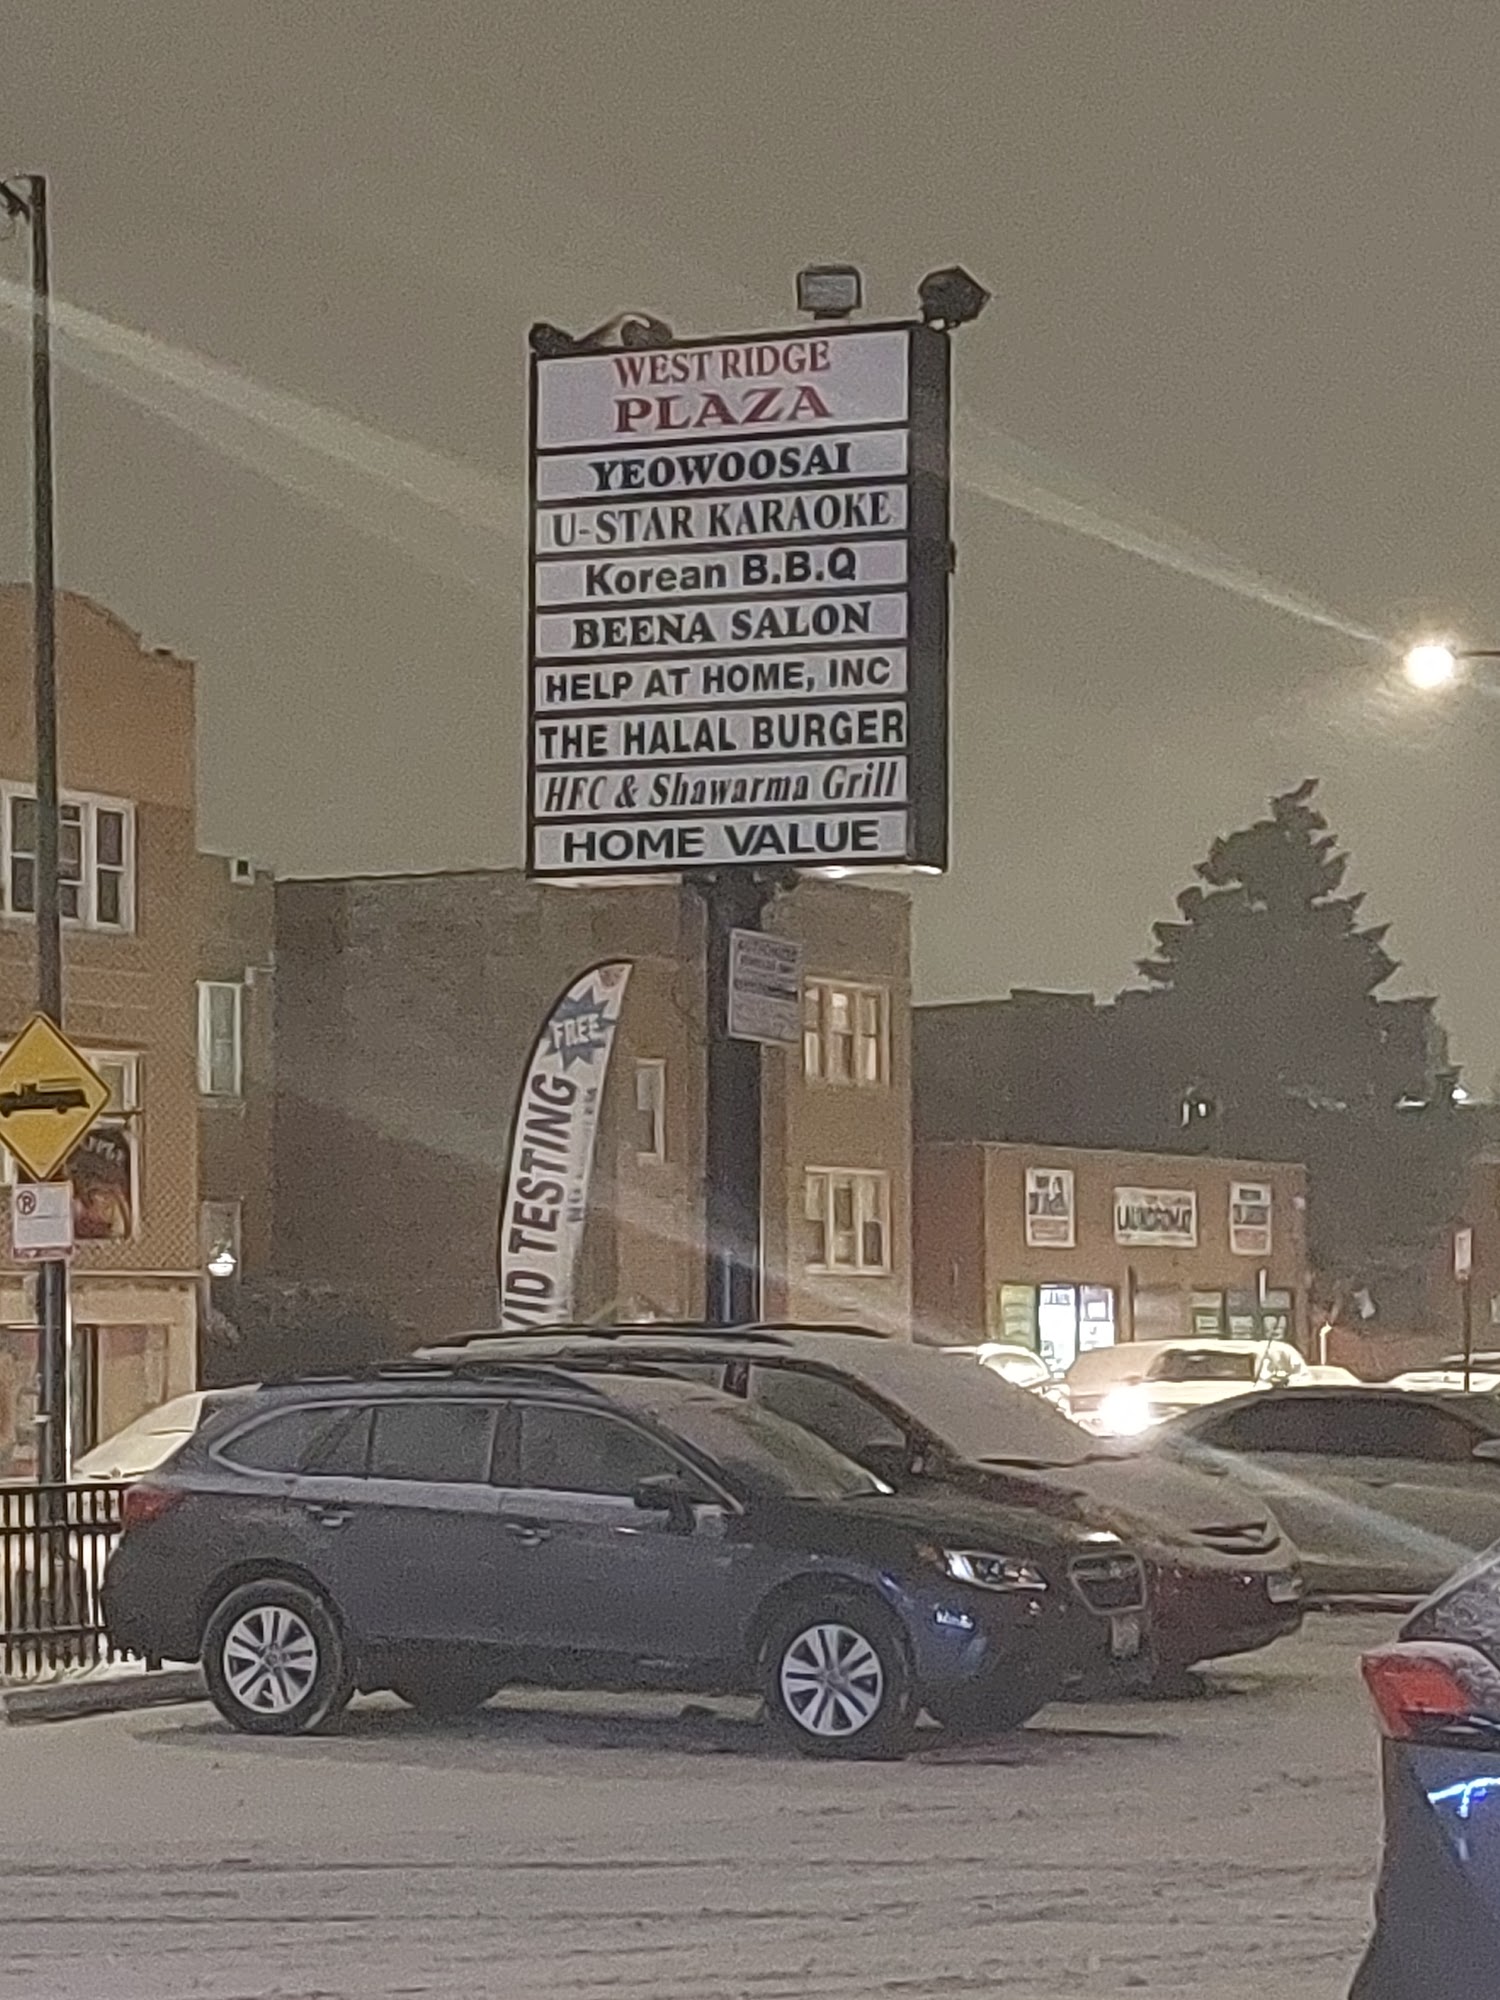 WEST RIDGE
PLAZA
YEOWOOSAI
U-STAR KARAOKE
Korean B.B.Q
BEENA SALON
HELP AT HOME, INC
THE HALAL BURGER
HFC & Shawarma Grill
HOME VALUE
FREE
VID TESTING
LAUNDROMAT